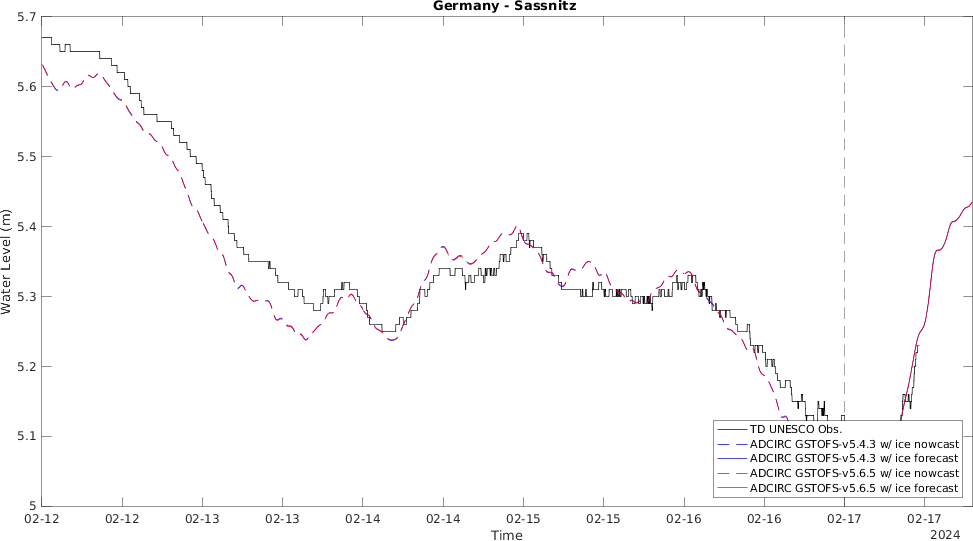 Germany - Sassnitz
Water Level (m)
5.7
5.6
5.5
5.4
5.3
5.2
5.1
5
TD UNESCO Obs.
ADCIRC GSTOFS-v5.4.3 w/ ice nowcast
ADCIRC GSTOFS-v5.4.3 w/ ice forecast
ADCIRC GSTOFS-v5.6.5 w/ ice nowcast
ADCIRC GSTOFS-v5.6.5 w/ ice forecast
02-12 02-12 02-13 02-13 02-14 02-14 02-15 02-15 02-16 02-16 02-17 02-17
Time
2024